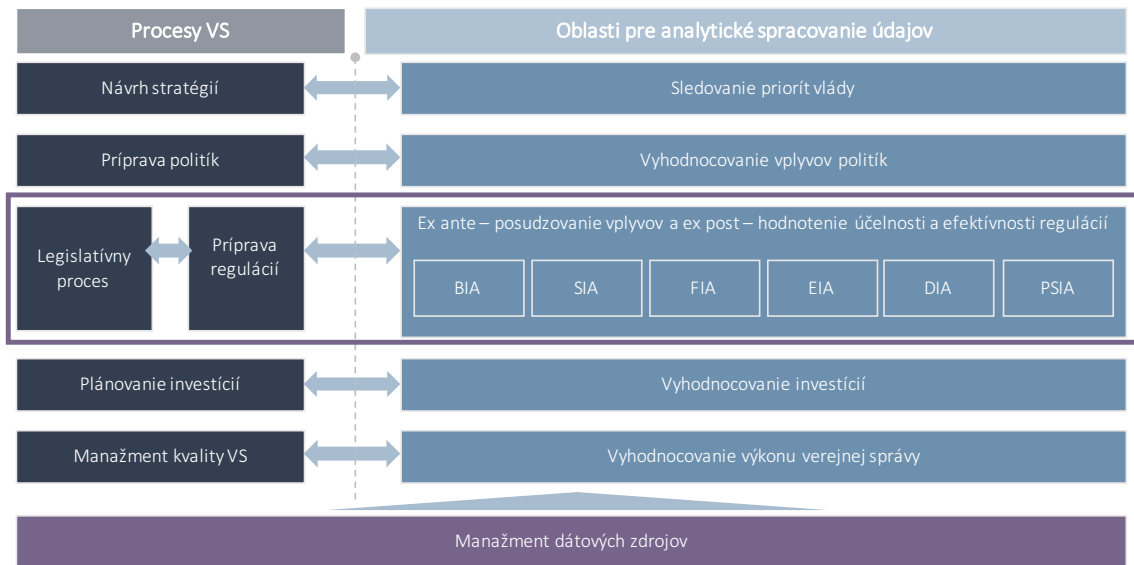 Procesy VS
Oblasti pre analytické spracovanie údajov
Návrh stratégií
Sledovanie priorít vlády
Príprava politík
Vyhodnocovanie vplyvov politík
Legislatívny
proces
Príprava
regulácií
Ex ante – posudzovanie vplyvov a ex post – hodnotenie účelnosti a efektívnosti regulácií
BIA
SIA
FIA
EIA
DIA
PSIA
Plánovanie investícií
Vyhodnocovanie investícií
Manažment kvality VS
Vyhodnocovanie výkonu verejnej správy
Manažment dátových zdrojov